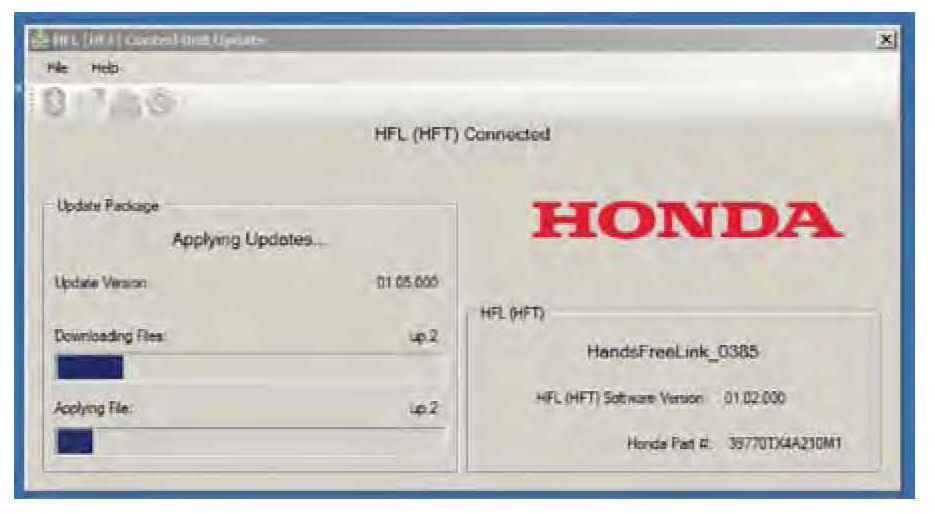 HFL (HFT) Control Unit Update
File Help
HFL (HFT) Connected
Update Package
Applying Updates...
Update Version: 01.05.000
Downloading Files: up.2
Applying File: up.2
HONDA
HFL (HFT)
HandsFreeLink_0385
HFL (HFT) Software Version: 01.02.000
Honda Part #: 39770TX4A210M1